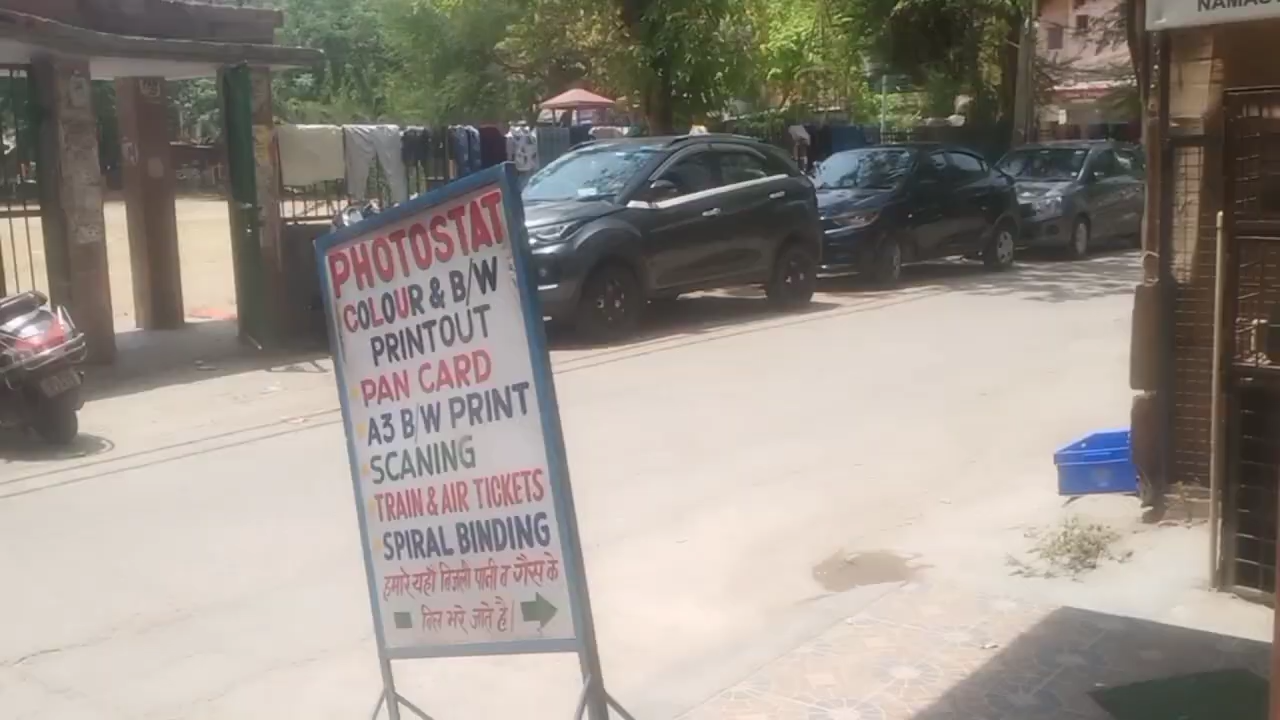 PHOTOSTAT
COLOUR & B/W
PRINTOUT
PAN CARD
A3 B/W PRINT
SCANING
TRAIN & AIR TICKETS
SPIRAL BINDING
हमारे यहाँ बिजली पानी व गैस के
बिल भरे जाते है।